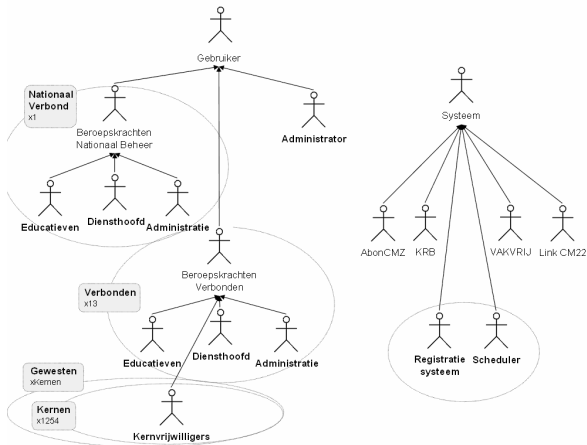 Gebruiker
Nationaal
Verbond
x1
Beroepskrachten
Nationaal Beheer
Administrator
Systeem
Educatieven
Diensthoofd
Administratie
AbonCMZ
KRB
VAKVRIJ
Link CM22
Beroepskrachten
Verbonden
Verbonden
x13
Educatieven
Diensthoofd
Administratie
Registratie
systeem
Scheduler
Gewesten
xKernen
Kernen
x1254
Kernvrijwilligers